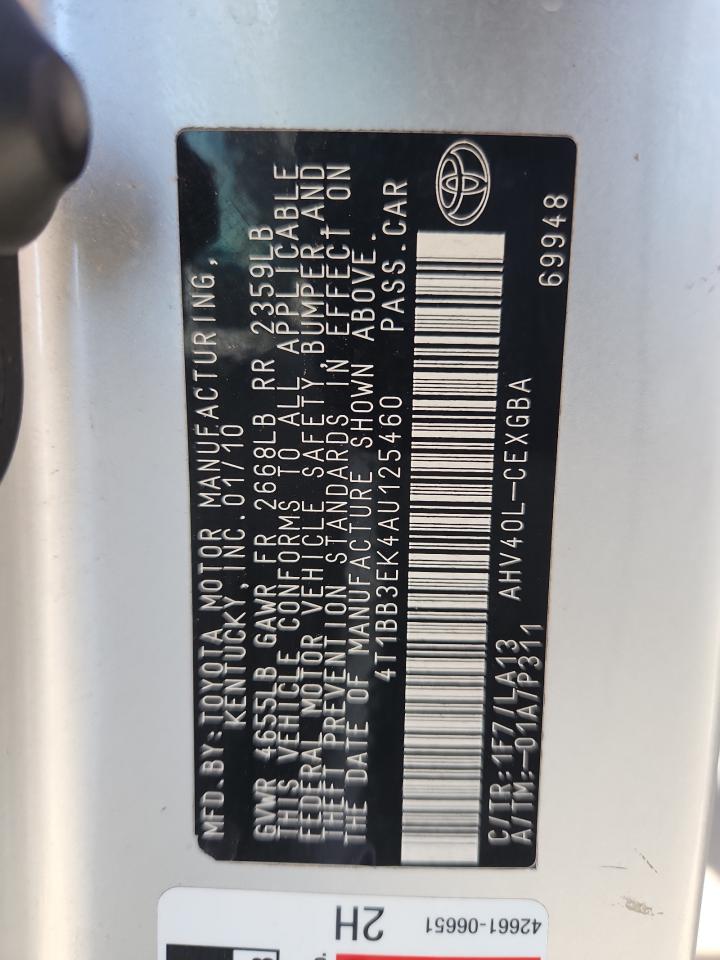 MFD.BY:TOYOTA MOTOR MANUFACTURING,
KENTUCKY,INC.01/10
GVWR 4655LB GAWR FR 2668LB RR 2359LB
THIS VEHICLE CONFORMS TO ALL APPLICABLE
FEDERAL MOTOR VEHICLE SAFETY,BUMPER,AND
THEFT PREVENTION STANDARDS IN EFFECT ON
THE DATE OF MANUFACTURE SHOWN ABOVE.
4T1BB3EK4AU125460 PASS.CAR
C/TR:1F7/LA13 AHV40L-CEXGBA
A/TM:-01A/P311 69948
42661-06651
2H